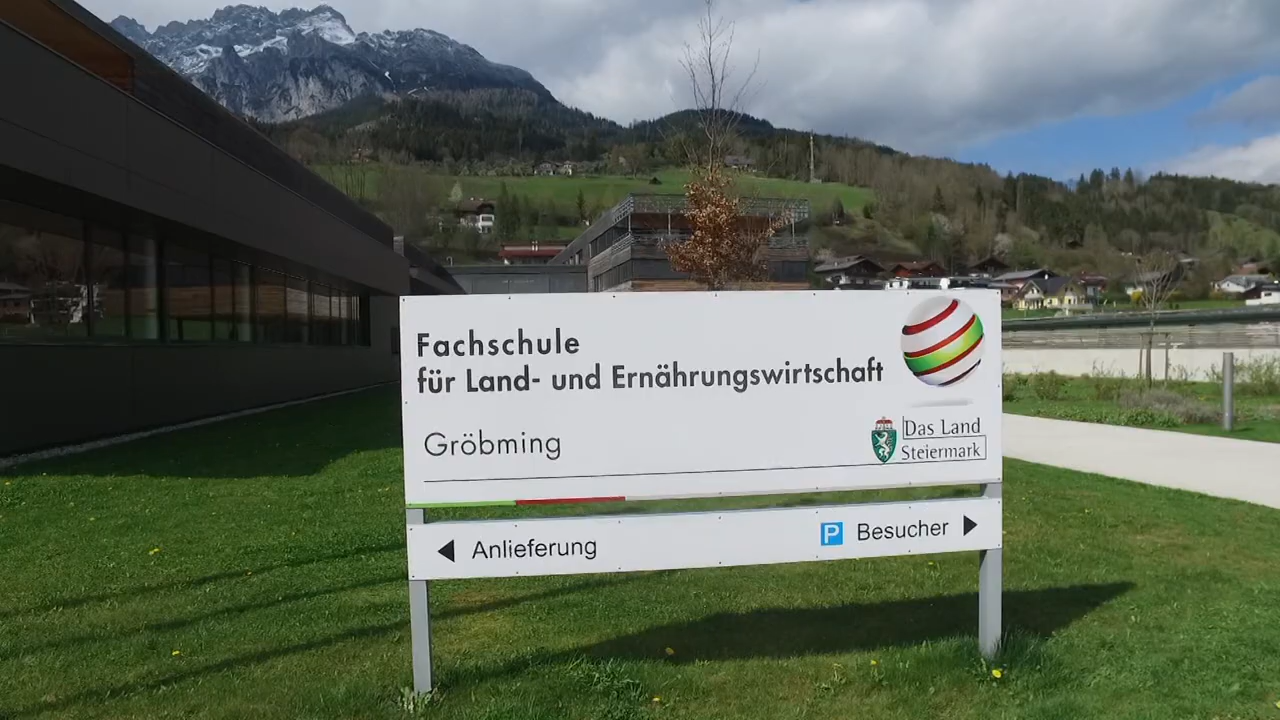 Fachschule
für Land- und Ernährungswirtschaft
Gröbming
Das Land
Steiermark
Anlieferung
P Besucher